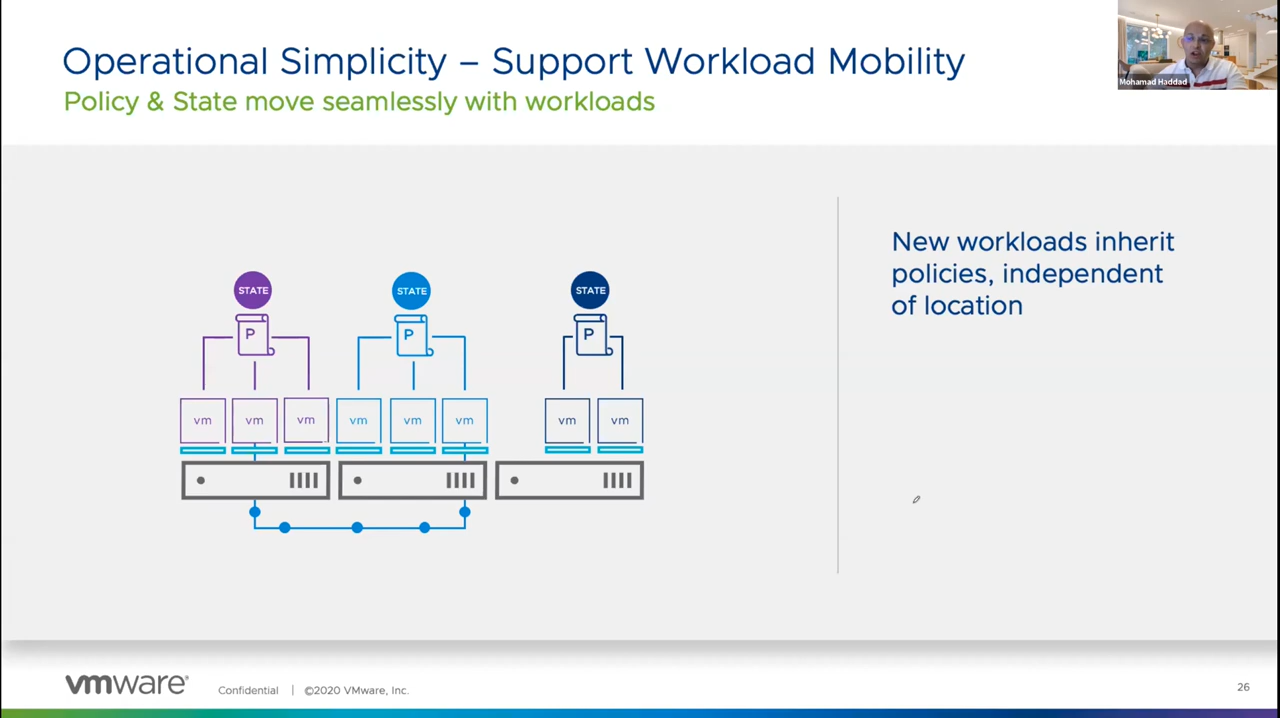 Operational Simplicity – Support Workload Mobility
Policy & State move seamlessly with workloads
Mohamad Haddad
New workloads inherit
policies, independent
of location
STATE STATE STATE
P P P
vm vm vm vm vm vm vm vm
vmware®
Confidential | ©2020 VMware, Inc.
26